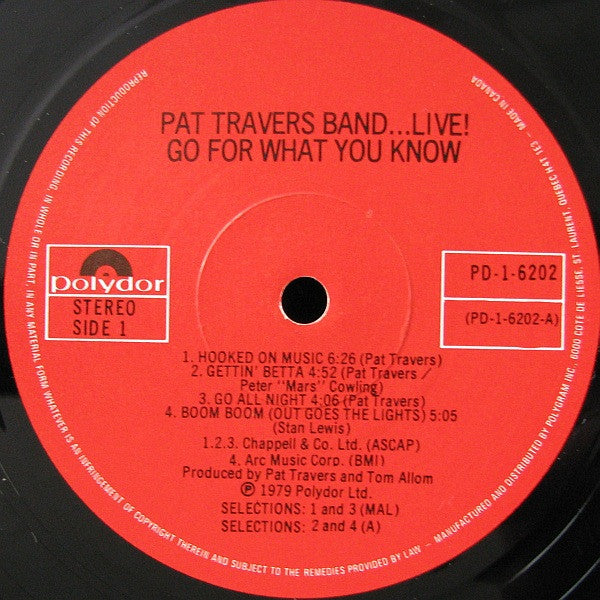 PAT TRAVERS BAND...LIVE!
GO FOR WHAT YOU KNOW
polydor
STEREO
SIDE 1
PD-1-6202
(PD-1-6202-A)
1. HOOKED ON MUSIC 6:26 (Pat Travers)
2. GETTIN' BETTA 4:52 (Pat Travers /
Peter "Mars" Cowling)
3. GO ALL NIGHT 4:06 (Pat Travers)
4. BOOM BOOM (OUT GOES THE LIGHTS) 5:05
(Stan Lewis)
1.2.3. Chappell & Co. Ltd. (ASCAP)
4. Arc Music Corp. (BMI)
Produced by Pat Travers and Tom Allom
℗ 1979 Polydor Ltd.
SELECTIONS: 1 and 3 (MAL)
SELECTIONS: 2 and 4 (A)
REPRODUCTION OF THIS RECORDING, IN WHOLE OR IN PART, IN ANY MATERIAL FORM WHATEVER IS AN INFRINGEMENT OF COPYRIGHT THEREIN AND SUBJECT TO THE REMEDIES PROVIDED BY LAW – MANUFACTURED AND DISTRIBUTED BY POLYGRAM INC. 6000 COTE DE LIESSE, ST. LAURENT, QUEBEC H4T 1E3 – MADE IN CANADA